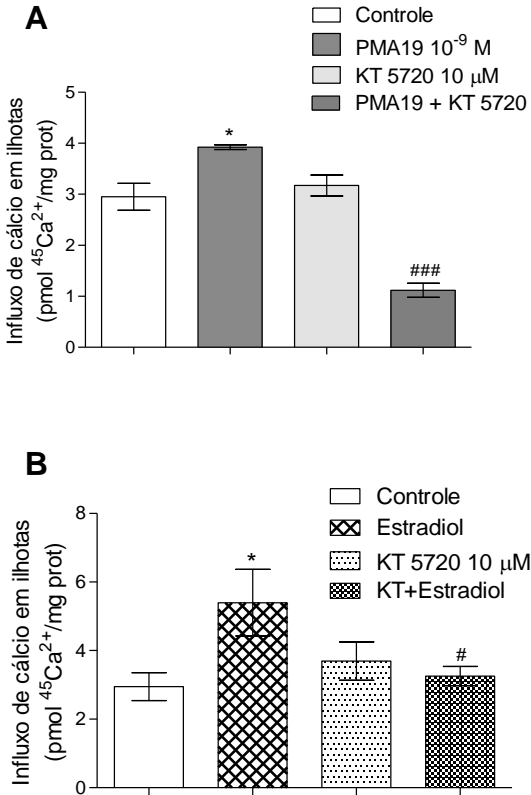 A
Controle
PMA19 10⁻⁹ M
KT 5720 10 μM
PMA19 + KT 5720
Influxo de cálcio em ilhotas
(pmol ⁴⁵Ca²⁺/mg prot)
5
4
3
2
1
0
*
###
B
Controle
Estradiol
KT 5720 10 μM
KT+Estradiol
Influxo de cálcio em ilhotas
(pmol ⁴⁵Ca²⁺/mg prot)
8
6
4
2
0
*
#